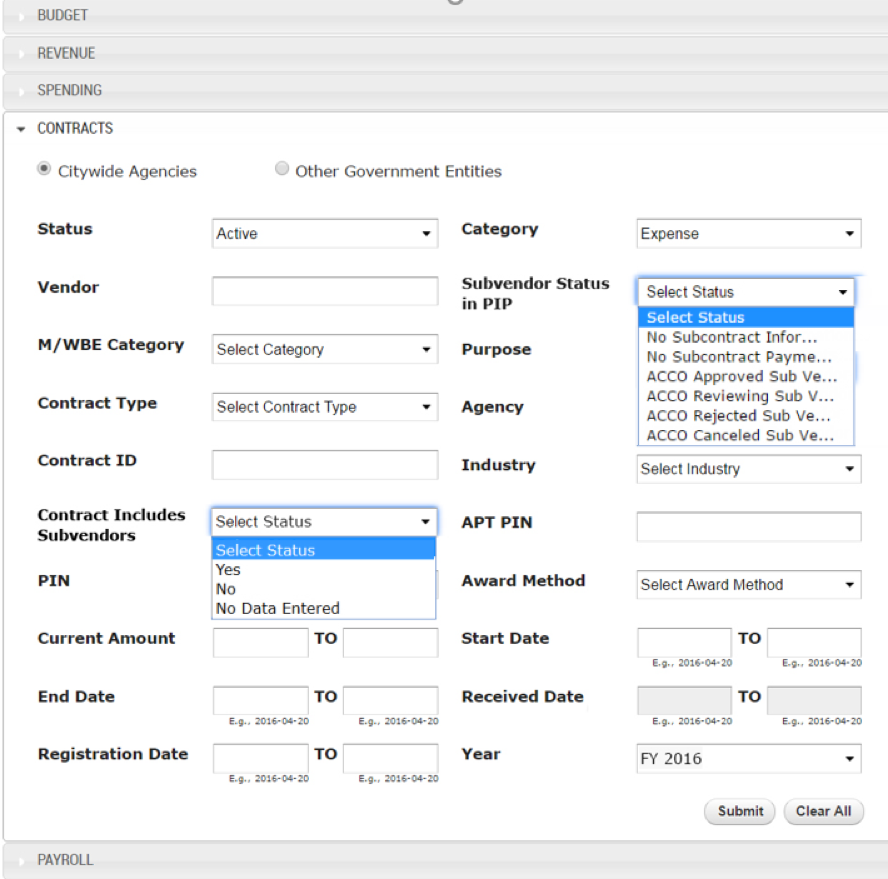 BUDGET
REVENUE
SPENDING
CONTRACTS
Citywide Agencies Other Government Entities
Status Active Category Expense
Vendor Subvendor Status in PIP Select Status
Select Status
No Subcontract Infor...
No Subcontract Payme...
ACCO Approved Sub Ve...
ACCO Reviewing Sub V...
ACCO Rejected Sub Ve...
ACCO Canceled Sub Ve...
M/WBE Category Select Category Purpose
Contract Type Select Contract Type Agency
Contract ID Industry Select Industry
Contract Includes Subvendors Select Status APT PIN
Select Status
Yes
No
No Data Entered
PIN Award Method Select Award Method
Current Amount TO Start Date TO
E.g., 2016-04-20 E.g., 2016-04-20
End Date TO Received Date TO
E.g., 2016-04-20 E.g., 2016-04-20 E.g., 2016-04-20 E.g., 2016-04-20
Registration Date TO Year FY 2016
E.g., 2016-04-20 E.g., 2016-04-20
Submit Clear All
PAYROLL